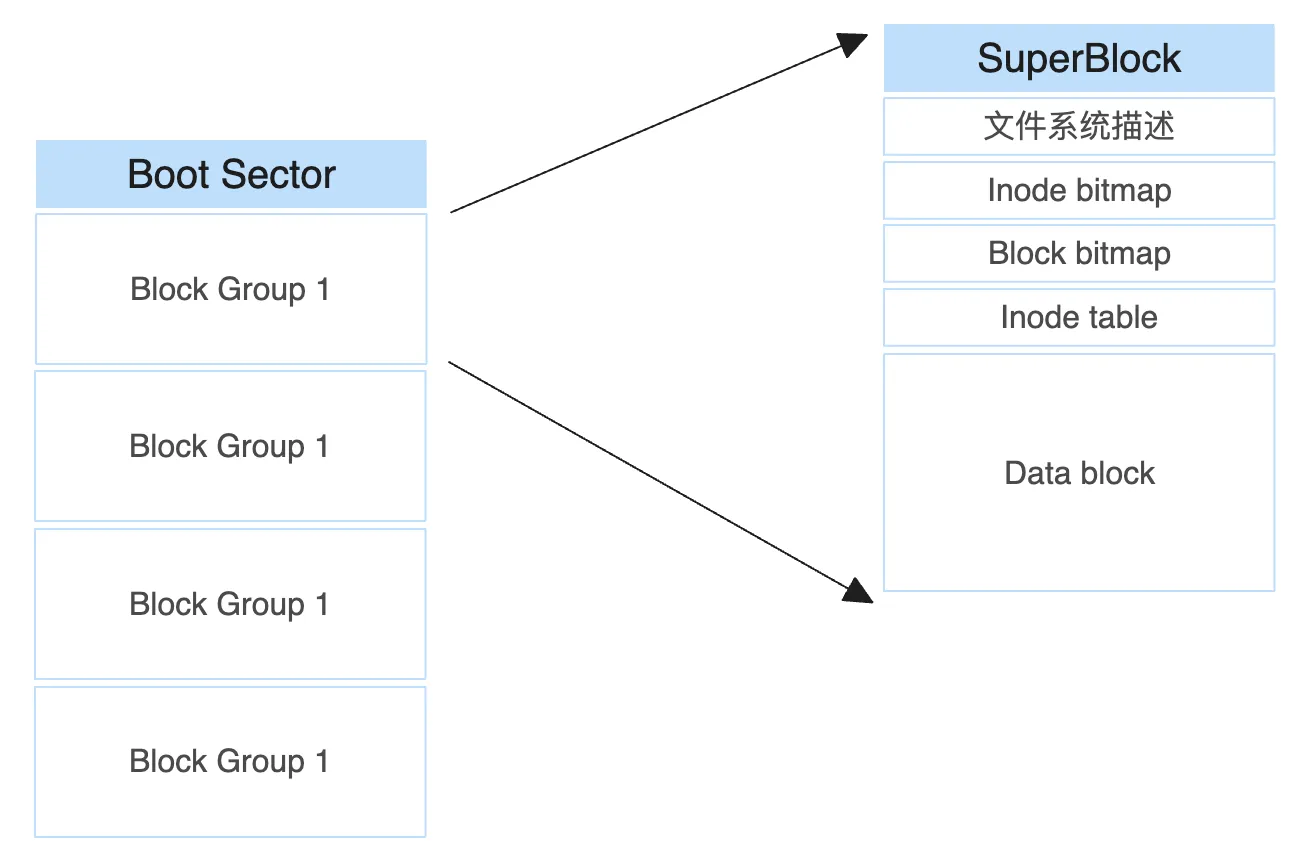 Boot Sector
Block Group 1
Block Group 1
Block Group 1
Block Group 1
SuperBlock
文件系统描述
Inode bitmap
Block bitmap
Inode table
Data block